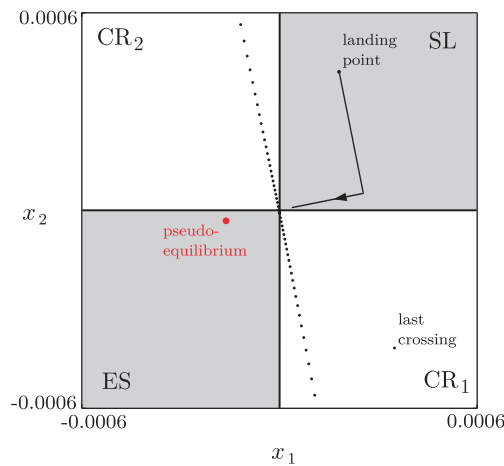 0.0006
CR₂
SL
landing
point
x₂
pseudo-
equilibrium
last
crossing
ES
CR₁
-0.0006
-0.0006
0.0006
x₁